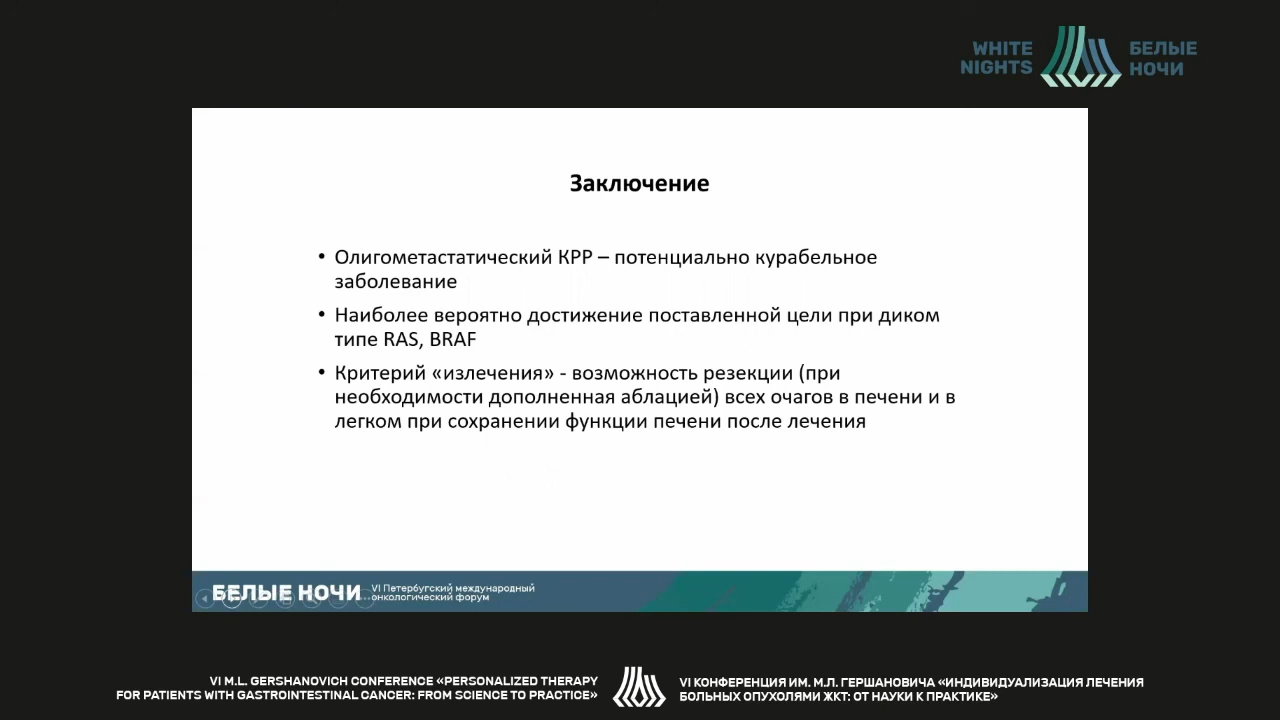 WHITE
NIGHTS
БЕЛЫЕ
НОЧИ
Заключение
• Олигометастатический КРР – потенциально курабельное
заболевание
• Наиболее вероятно достижение поставленной цели при диком
типе RAS, BRAF
• Критерий «излечения» - возможность резекции (при
необходимости дополненная аблацией) всех очагов в печени и в
легком при сохранении функции печени после лечения
БЕЛЫЕ НОЧИ
VI Петербугский международный
онкологический форум
VI M.L. GERSHANOVICH CONFERENCE «PERSONALIZED THERAPY
FOR PATIENTS WITH GASTROINTESTINAL CANCER: FROM SCIENCE TO PRACTICE»
VI КОНФЕРЕНЦИЯ ИМ. М.Л. ГЕРШАНОВИЧА «ИНДИВИДУАЛИЗАЦИЯ ЛЕЧЕНИЯ
БОЛЬНЫХ ОПУХОЛЯМИ ЖКТ: ОТ НАУКИ К ПРАКТИКЕ»